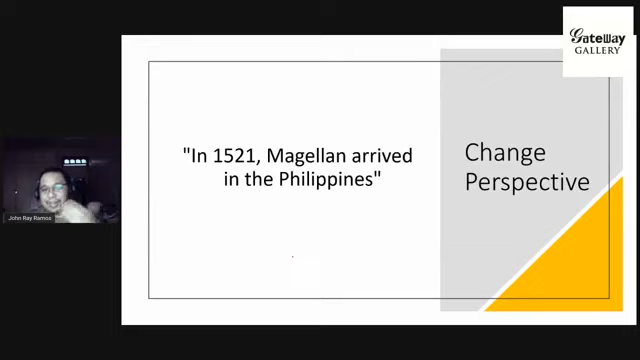 GateWay
GALLERY
"In 1521, Magellan arrived
in the Philippines"
Change
Perspective
John Ray Ramos